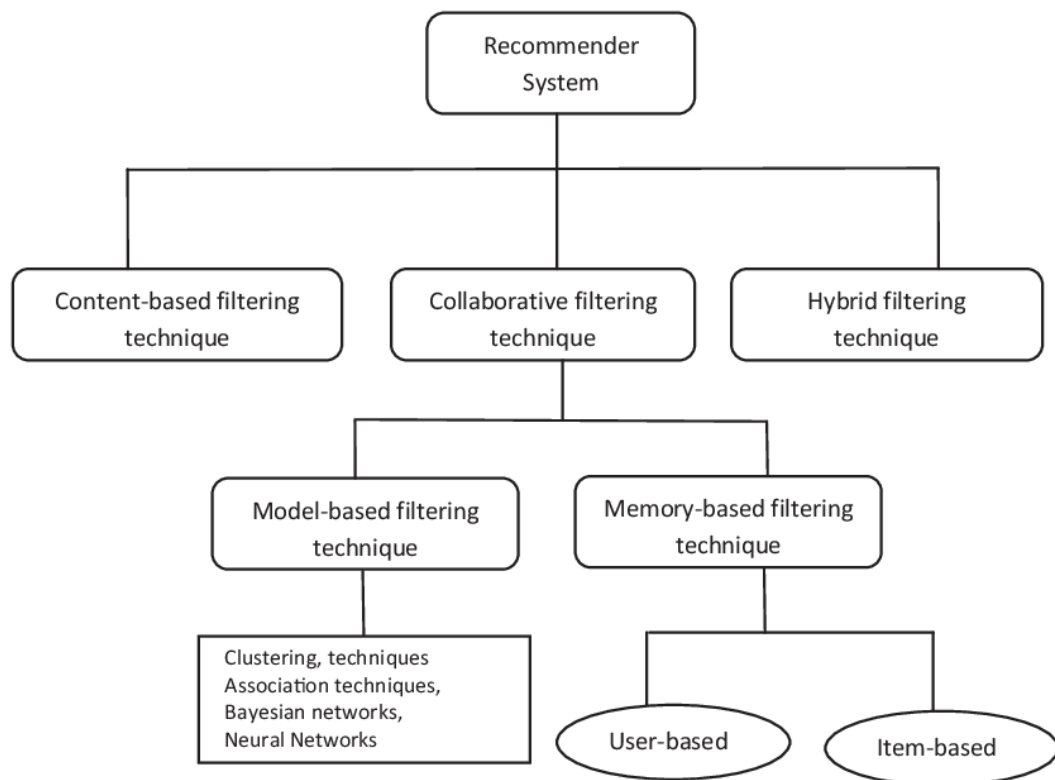 Recommender
System
Content-based filtering
technique
Collaborative filtering
technique
Hybrid filtering
technique
Model-based filtering
technique
Memory-based filtering
technique
Clustering, techniques
Association techniques,
Bayesian networks,
Neural Networks
User-based
Item-based